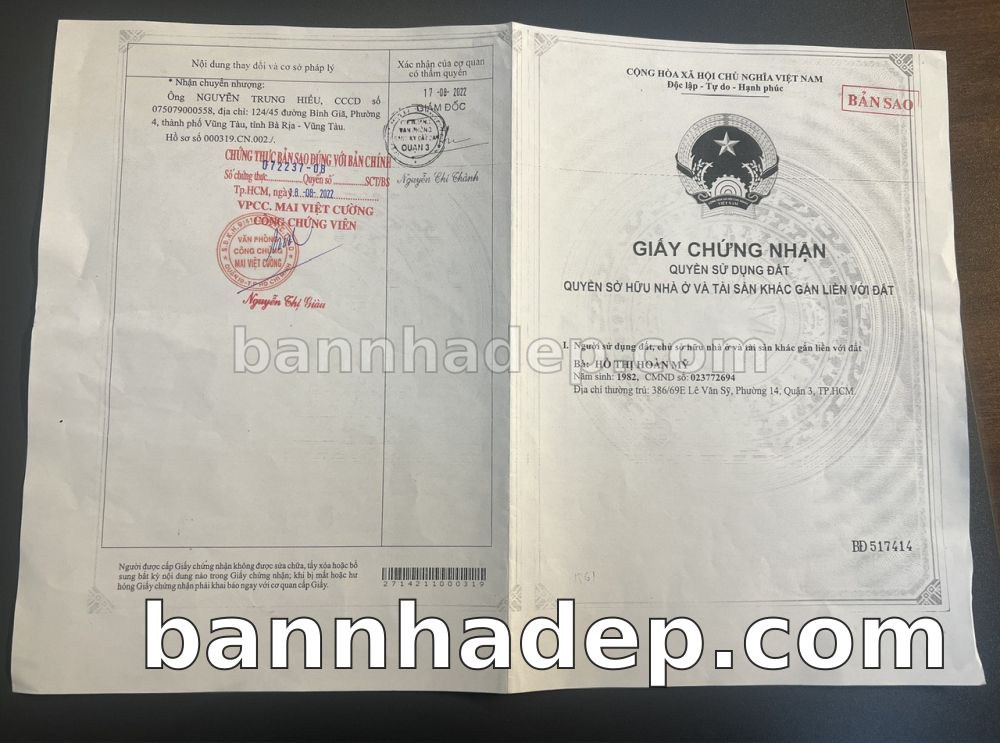 Nội dung thay đổi và cơ sở pháp lý
Xác nhận của cơ quan
có thẩm quyền
* Nhận chuyển nhượng:
Ông NGUYỄN TRUNG HIẾU, CCCD số
075079000558, địa chỉ: 124/45 đường Bình Giã, Phường
4, thành phố Vũng Tàu, tỉnh Bà Rịa - Vũng Tàu.
Hồ sơ số 000319.CN.002./.
17 -08- 2022
GIÁM ĐỐC
VĂN PHÒNG
QUẬN 3
Nguyễn Chí Thành
CHỨNG THỰC BẢN SAO ĐÚNG VỚI BẢN CHÍNH
072237-08
Số chứng thực..............Quyển số..............SCT/BS
Tp.HCM, ngày 18 -08- 2022
VPCC. MAI VIỆT CƯỜNG
CÔNG CHỨNG VIÊN
VĂN PHÒNG
CÔNG CHỨNG
MAI VIỆT CƯỜNG
Nguyễn Thị Giàu
Người được cấp Giấy chứng nhận không được sửa chữa, tẩy xóa hoặc bổ
sung bất kỳ nội dung nào trong Giấy chứng nhận; khi bị mất hoặc hư
hỏng Giấy chứng nhận phải khai báo ngay với cơ quan cấp Giấy.
2714211000319
CỘNG HÒA XÃ HỘI CHỦ NGHĨA VIỆT NAM
Độc lập - Tự do - Hạnh phúc
BẢN SAO
VIỆT NAM
GIẤY CHỨNG NHẬN
QUYỀN SỬ DỤNG ĐẤT
QUYỀN SỞ HỮU NHÀ Ở VÀ TÀI SẢN KHÁC GẮN LIỀN VỚI ĐẤT
I. Người sử dụng đất, chủ sở hữu nhà ở và tài sản khác gắn liền với đất
Bà: HỒ THỊ HOÀN MỸ
Năm sinh: 1982, CMND số: 023772694
Địa chỉ thường trú: 386/69E Lê Văn Sỹ, Phường 14, Quận 3, TP.HCM.
BĐ 517414
bannhadep.com
bannhadep.com